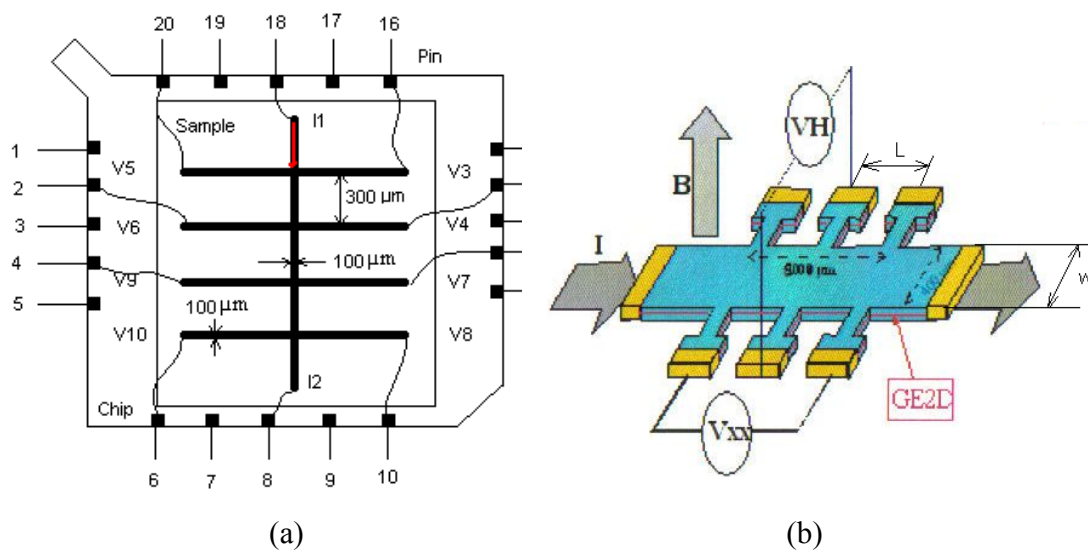 20 19 18 17 16
Pin
Sample
I1
1
V5
V3
2
300 μm
3
V6
V4
100 μm
4
V9
V7
100 μm
5
V10
V8
I2
Chip
6 7 8 9 10
(a)
VH
L
B
I
W
400
GE2D
Vxx
(b)